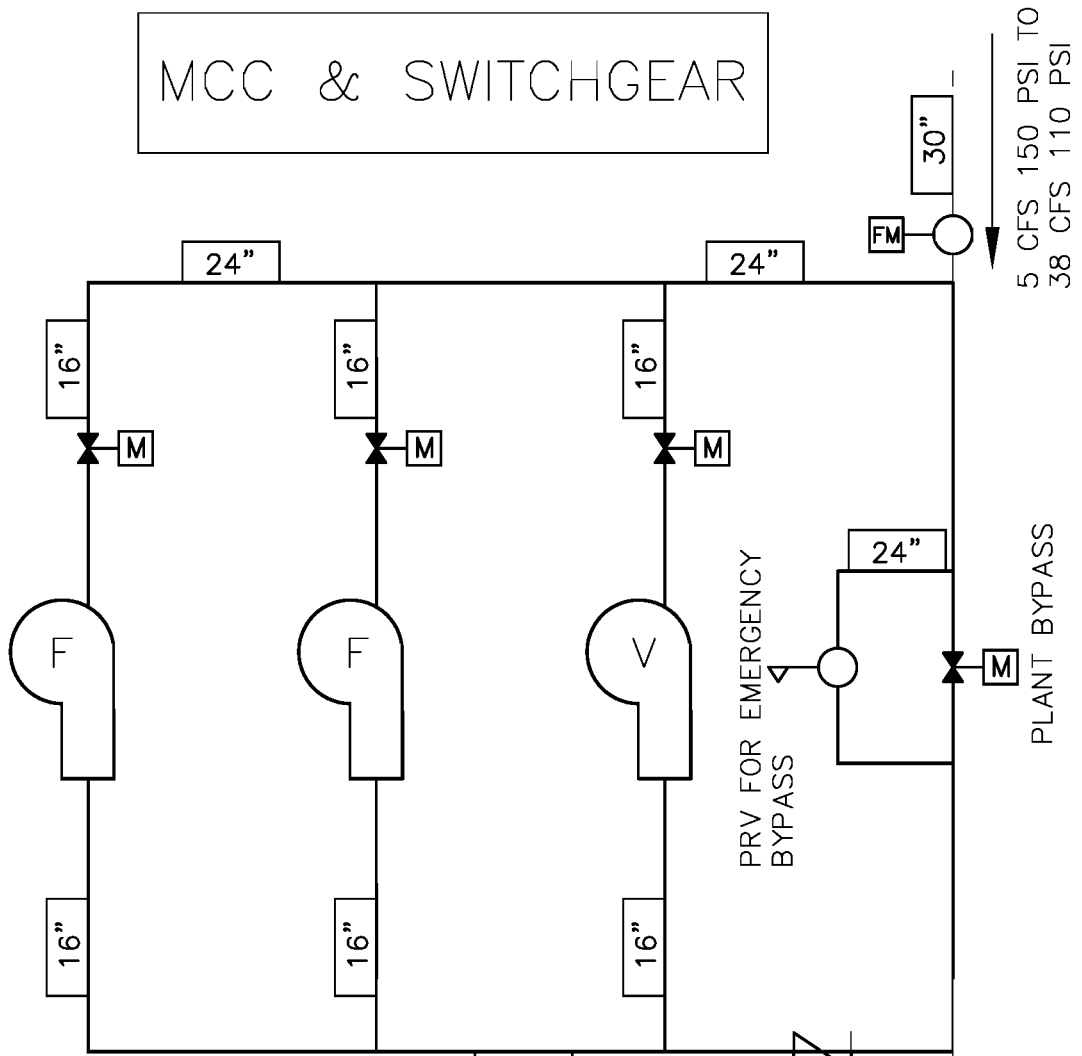 MCC & SWITCHGEAR
5 CFS 150 PSI TO
38 CFS 110 PSI
30”
FM
24”
24”
16”
16”
16”
M
M
M
F
F
V
24”
PRV FOR EMERGENCY
BYPASS
M
PLANT BYPASS
16”
16”
16”